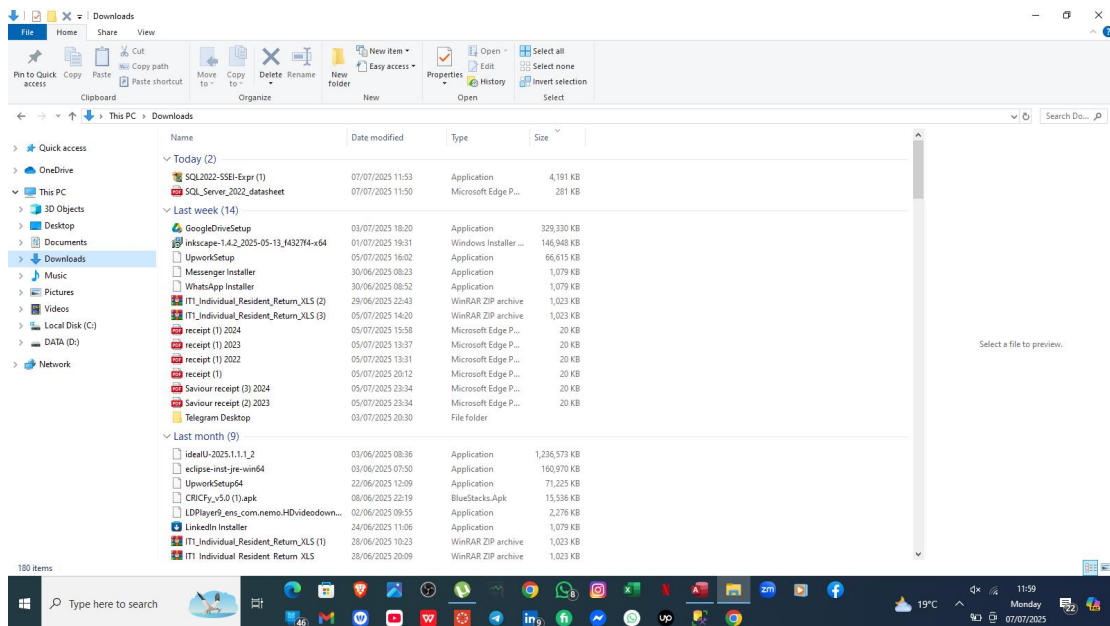 Downloads
File Home Share View
Pin to Quick access
Copy
Paste
Cut
Copy path
Paste shortcut
Move to
Copy to
Delete
Rename
New folder
New item
Easy access
Properties
Open
Edit
History
Select all
Select none
Invert selection
Clipboard Organize New Open Select
This PC > Downloads
Search Do...
Name Date modified Type Size
Quick access
OneDrive
This PC
3D Objects
Desktop
Documents
Downloads
Music
Pictures
Videos
Local Disk (C:)
DATA (D:)
Network
Today (2)
SQL2022-SSEI-Expr (1) 07/07/2025 11:53 Application 4,191 KB
SQL_Server_2022_datasheet 07/07/2025 11:50 Microsoft Edge P... 281 KB
Last week (14)
GoogleDriveSetup 03/07/2025 18:20 Application 329,330 KB
inkscape-1.4.2_2025-05-13_f4327f4-x64 01/07/2025 19:31 Windows Installer ... 146,948 KB
UpworkSetup 05/07/2025 16:02 Application 66,615 KB
Messenger Installer 30/06/2025 08:23 Application 1,079 KB
WhatsApp Installer 30/06/2025 08:52 Application 1,079 KB
IT1_Individual_Resident_Return_XLS (2) 29/06/2025 22:43 WinRAR ZIP archive 1,023 KB
IT1_Individual_Resident_Return_XLS (3) 05/07/2025 14:20 WinRAR ZIP archive 1,023 KB
receipt (1) 2024 05/07/2025 15:58 Microsoft Edge P... 20 KB
receipt (1) 2023 05/07/2025 13:37 Microsoft Edge P... 20 KB
receipt (1) 2022 05/07/2025 13:31 Microsoft Edge P... 20 KB
receipt (1) 05/07/2025 20:12 Microsoft Edge P... 20 KB
Saviour receipt (3) 2024 05/07/2025 23:34 Microsoft Edge P... 20 KB
Saviour receipt (2) 2023 05/07/2025 23:34 Microsoft Edge P... 20 KB
Telegram Desktop 03/07/2025 20:30 File folder
Last month (9)
idealU-2025.1.1.1_2 03/06/2025 08:36 Application 1,236,573 KB
eclipse-inst-jre-win64 03/06/2025 07:50 Application 160,970 KB
UpworkSetup64 22/06/2025 12:09 Application 71,225 KB
CRICFy_v5.0 (1).apk 08/06/2025 22:19 BlueStacks.Apk 15,536 KB
LDPlayer9_ens_com.nemo.HDvideodown... 02/06/2025 09:55 Application 2,276 KB
LinkedIn Installer 24/06/2025 11:06 Application 1,079 KB
IT1_Individual_Resident_Return_XLS (1) 28/06/2025 10:23 WinRAR ZIP archive 1,023 KB
IT1 Individual Resident Return XLS 28/06/2025 20:09 WinRAR ZIP archive 1,023 KB
Select a file to preview.
180 items
Type here to search
19°C
11:59
Monday
07/07/2025